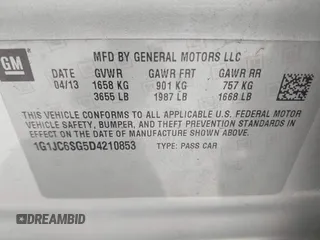 GM
MFD BY GENERAL MOTORS LLC
DATE GVWR GAWR FRT GAWR RR
04/13 1658 KG 901 KG 757 KG
3655 LB 1987 LB 1668 LB
THIS VEHICLE CONFORMS TO ALL APPLICABLE U.S. FEDERAL MOTOR
VEHICLE SAFETY, BUMPER, AND THEFT PREVENTION STANDARDS IN
EFFECT ON THE DATE OF MANUFACTURE SHOWN ABOVE.
1G1JC6SG5D4210853 TYPE: PASS CAR
DREAMBID